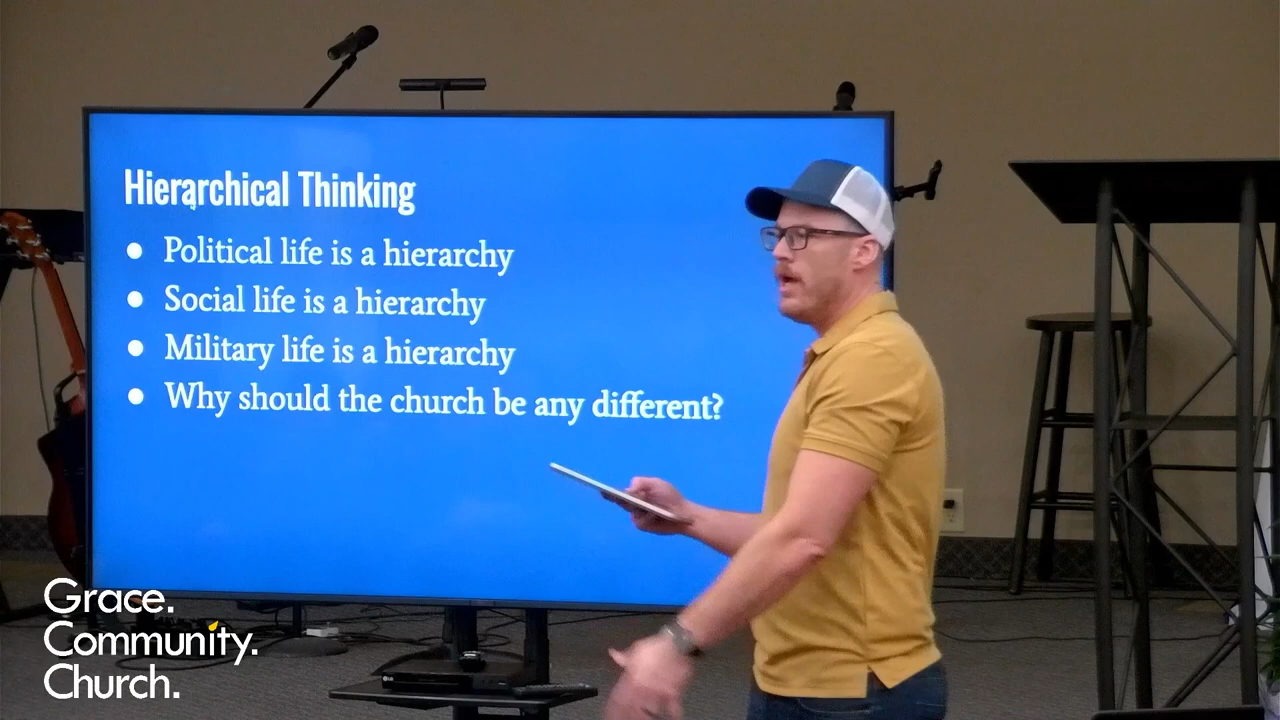 Hierarchical Thinking
Political life is a hierarchy
Social life is a hierarchy
Military life is a hierarchy
Why should the church be any different?
Grace.
Community.
Church.